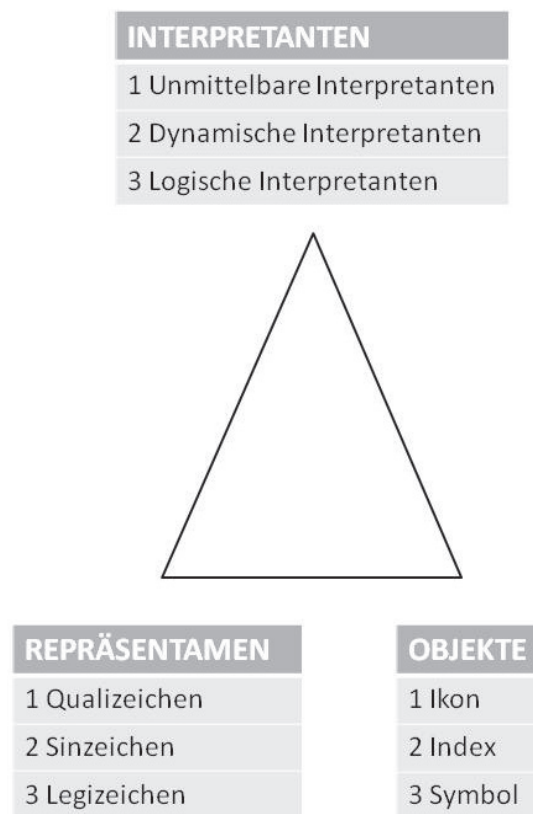 INTERPRETANTEN
1 Unmittelbare Interpretanten
2 Dynamische Interpretanten
3 Logische Interpretanten
REPRÄSENTAMEN
1 Qualizeichen
2 Sinzeichen
3 Legizeichen
OBJEKTE
1 Ikon
2 Index
3 Symbol